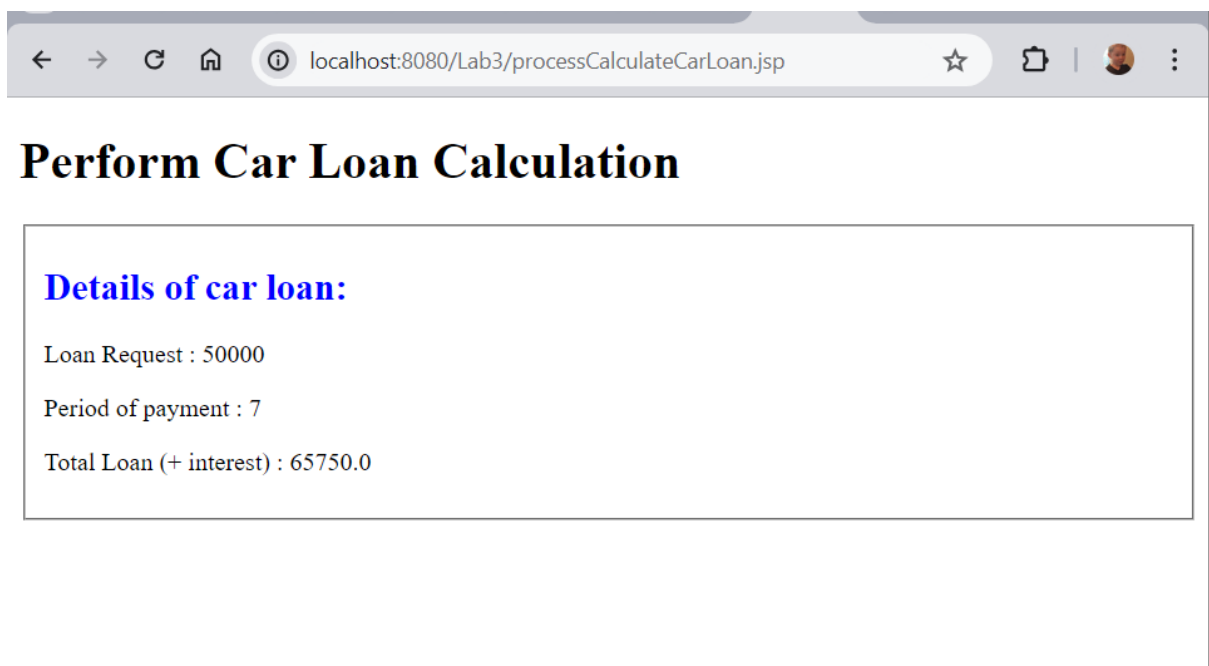 localhost:8080/Lab3/processCalculateCarLoan.jsp
Perform Car Loan Calculation
Details of car loan:
Loan Request : 50000
Period of payment : 7
Total Loan (+ interest) : 65750.0